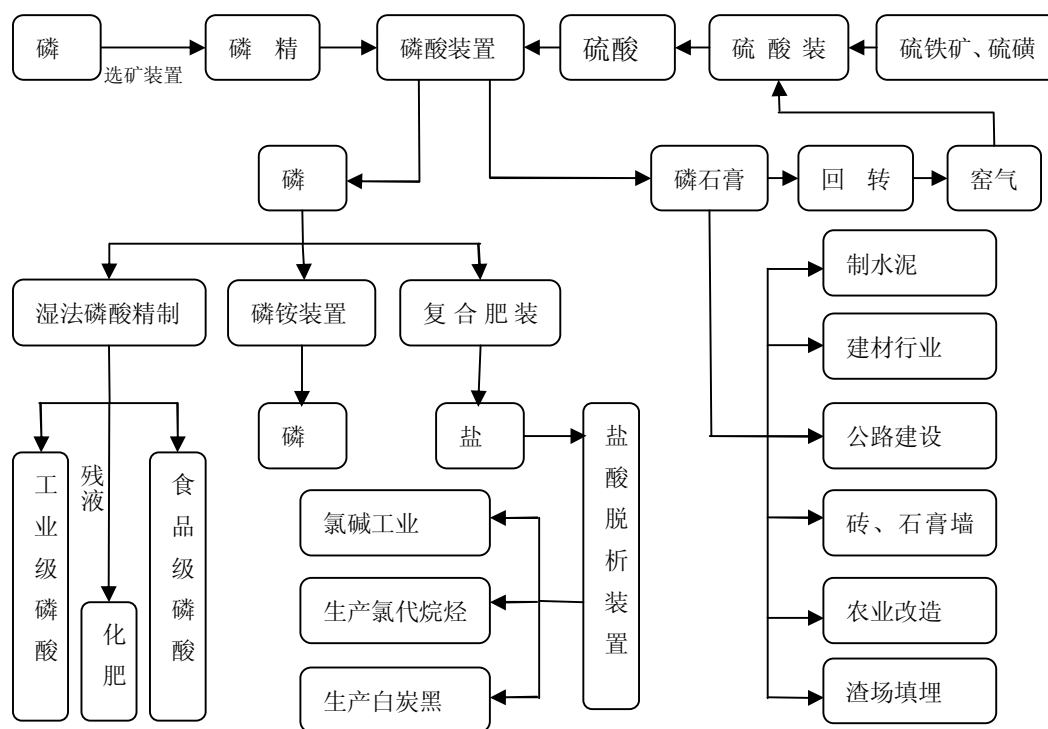 磷
选矿装置
磷 精
磷酸装置
硫酸
硫 酸 装
硫铁矿、硫磺
磷
磷石膏
回 转
窑气
湿法磷酸精制
磷铵装置
复合肥装
制水泥
建材行业
公路建设
砖、石膏墙
农业改造
渣场填埋
磷
盐
盐酸脱析装置
工业级磷酸
残液
化肥
食品级磷酸
氯碱工业
生产氯代烷烃
生产白炭黑